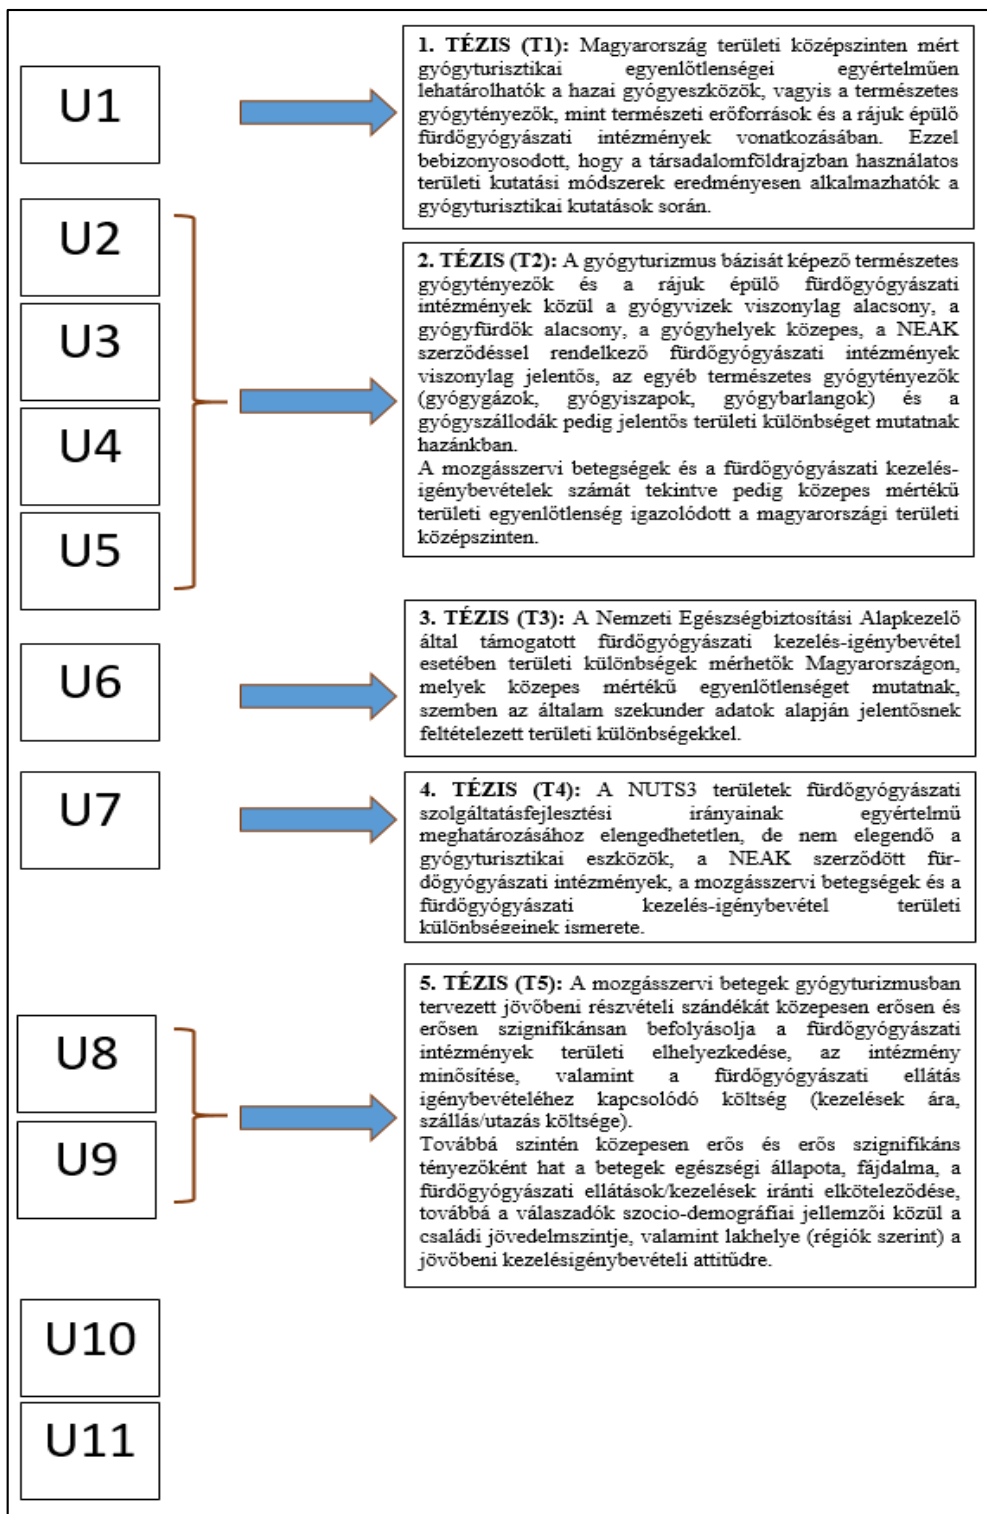 U1
1. TÉZIS (T1): Magyarország területi középszinten mért
gyógyturisztikai egyenlőtlenségei egyértelműen
lehatárolhatók a hazai gyógyeszközök, vagyis a természetes
gyógytényezők, mint természeti erőforrások és a rájuk épülő
fürdőgyógyászati intézmények vonatkozásában. Ezzel
bebizonyosodott, hogy a társadalomföldrajzban használatos
területi kutatási módszerek eredményesen alkalmazhatók a
gyógyturisztikai kutatások során.
U2
U3
U4
U5
2. TÉZIS (T2): A gyógyturizmus bázisát képező természetes
gyógytényezők és a rájuk épülő fürdőgyógyászati
intézmények közül a gyógyvizek viszonylag alacsony, a
gyógyfürdők alacsony, a gyógyhelyek közepes, a NEAK
szerződéssel rendelkező fürdőgyógyászati intézmények
viszonylag jelentős, az egyéb természetes gyógytényezők
(gyógygázok, gyógyiszapok, gyógybarlangok) és a
gyógyszállodák pedig jelentős területi különbséget mutatnak
hazánkban.
A mozgásszervi betegségek és a fürdőgyógyászati kezelés-
igénybevételek számát tekintve pedig közepes mértékű
területi egyenlőtlenség igazolódott a magyarországi területi
középszinten.
U6
3. TÉZIS (T3): A Nemzeti Egészségbiztosítási Alapkezelő
által támogatott fürdőgyógyászati kezelés-igénybevétel
esetében területi különbségek mérhetők Magyarországon,
melyek közepes mértékű egyenlőtlenséget mutatnak,
szemben az általam szekunder adatok alapján jelentősnek
feltételezett területi különbségekkel.
U7
4. TÉZIS (T4): A NUTS3 területek fürdőgyógyászati
szolgáltatásfejlesztési irányainak egyértelmű
meghatározásához elengedhetetlen, de nem elegendő a
gyógyturisztikai eszközök, a NEAK szerződött für-
dőgyógyászati intézmények, a mozgásszervi betegségek és a
fürdőgyógyászati kezelés-igénybevétel területi
különbségeinek ismerete.
U8
U9
5. TÉZIS (T5): A mozgásszervi betegek gyógyturizmusban
tervezett jövőbeni részvételi szándékát közepesen erősen és
erősen szignifikánsan befolyásolja a fürdőgyógyászati
intézmények területi elhelyezkedése, az intézmény
minősítése, valamint a fürdőgyógyászati ellátás
igénybevételéhez kapcsolódó költség (kezelések ára,
szállás/utazás költsége).
Továbbá szintén közepesen erős és erős szignifikáns
tényezőként hat a betegek egészségi állapota, fájdalma, a
fürdőgyógyászati ellátások/kezelések iránti elköteleződése,
továbbá a válaszadók szocio-demográfiai jellemzői közül a
családi jövedelmszintje, valamint lakhelye (régiók szerint) a
jövőbeni kezelésigénybevételi attitűdre.
U10
U11